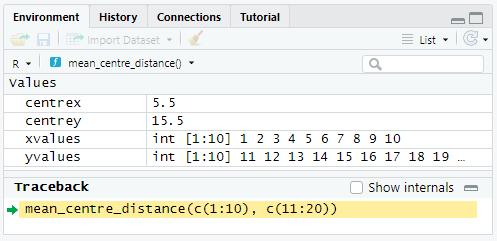 Environment History Connections Tutorial
Import Dataset List
R mean_centre_distance()
Values
centrex 5.5
centrey 15.5
xvalues int [1:10] 1 2 3 4 5 6 7 8 9 10
yvalues int [1:10] 11 12 13 14 15 16 17 18 19 …
Traceback Show internals
mean_centre_distance(c(1:10), c(11:20))